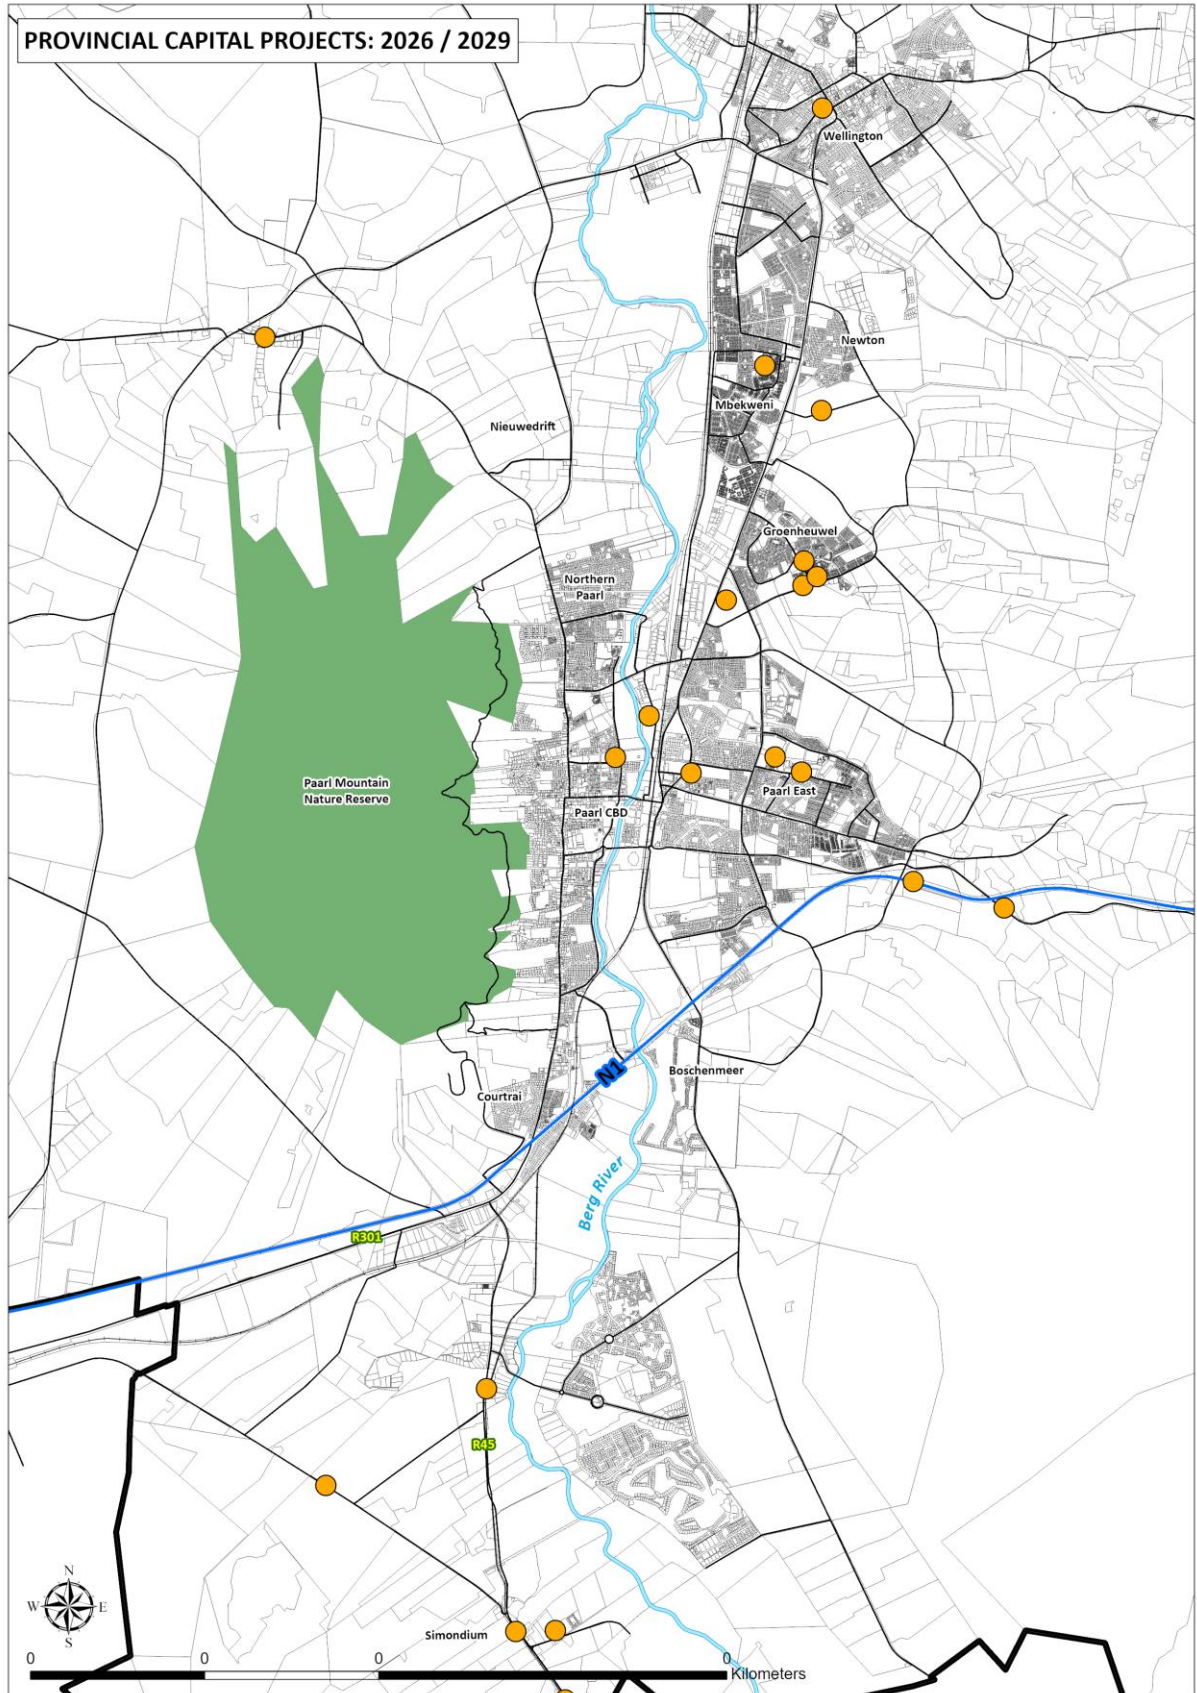 PROVINCIAL CAPITAL PROJECTS: 2026 / 2029
Wellington
Newton
Mbekweni
Nieuwedrift
Groenheuwel
Northern
Paarl
Paarl Mountain
Nature Reserve
Paarl East
Paarl CBD
N1
Boschenmeer
Courtrai
Berg River
R301
R45
N
W E
S
Simondium
0 0 0 0
Kilometers